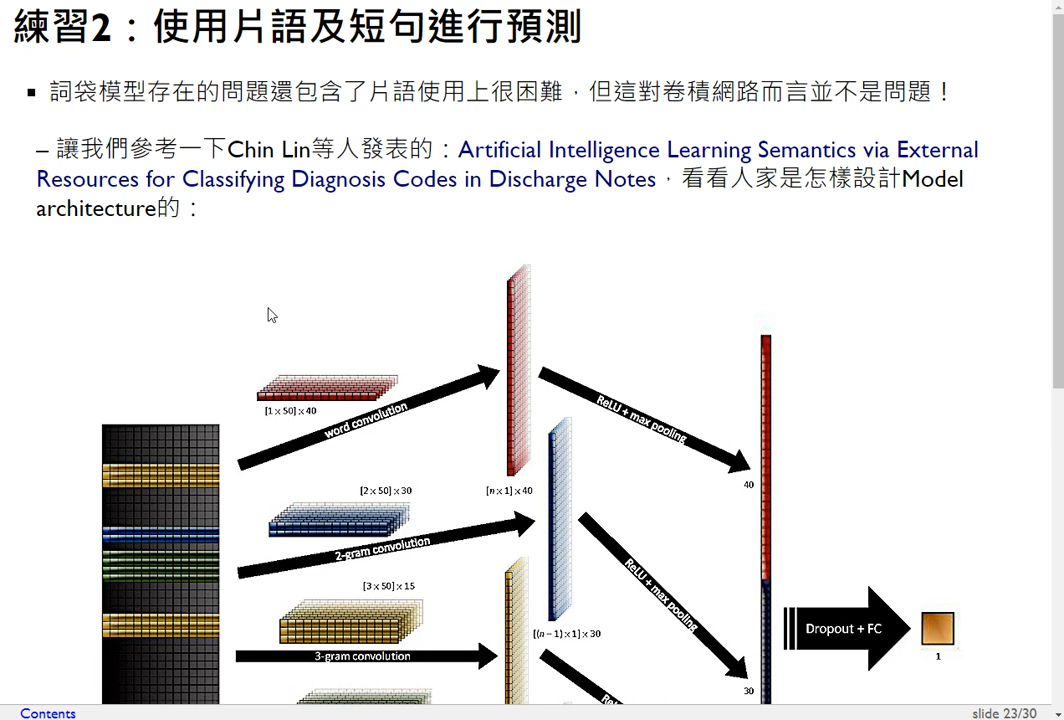 練習2：使用片語及短句進行預測
詞袋模型存在的問題還包含了片語使用上很困難，但這對卷積網路而言並不是問題！
– 讓我們參考一下Chin Lin等人發表的：Artificial Intelligence Learning Semantics via External
Resources for Classifying Diagnosis Codes in Discharge Notes，看看人家是怎樣設計Model
architecture的：
[1 x 50] x 40
word convolution
[n x 1] x 40
ReLU + max pooling
40
[2 x 50] x 30
2-gram convolution
[(n – 1) x 1] x 30
ReLU + max pooling
30
[3 x 50] x 15
3-gram convolution
Dropout + FC
1
Contents
slide 23/30